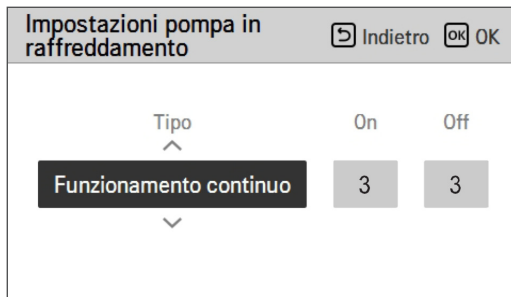 Impostazioni pompa in
raffreddamento
Indietro OK OK
Tipo On Off
Funzionamento continuo 3 3